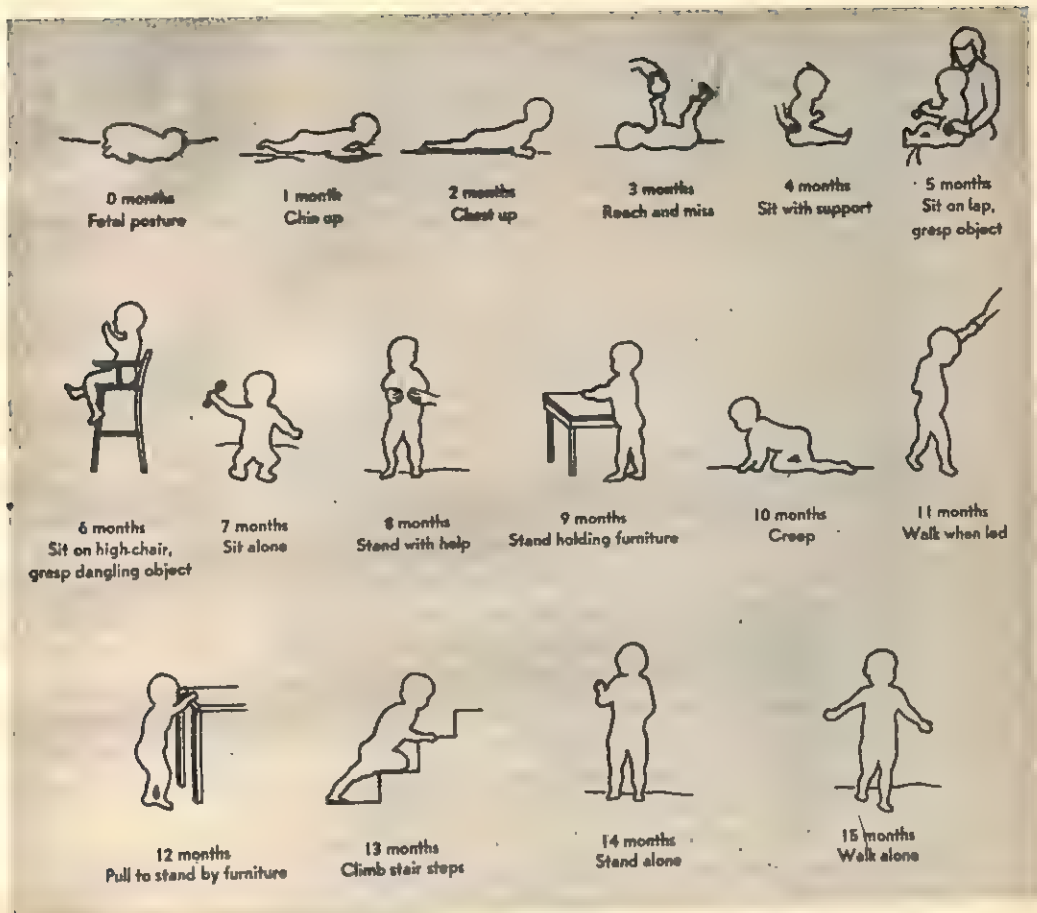 0 months
Fetal posture
1 month
Chin up
2 months
Chest up
3 months
Reach and miss
4 months
Sit with support
5 months
Sit on lap,
grasp object
6 months
Sit on high-chair,
grasp dangling object
7 months
Sit alone
8 months
Stand with help
9 months
Stand holding furniture
10 months
Creep
11 months
Walk when led
12 months
Pull to stand by furniture
13 months
Climb stair steps
14 months
Stand alone
15 months
Walk alone